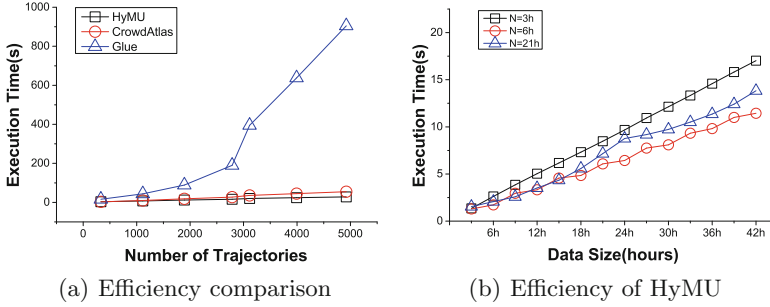 HyMU
CrowdAtlas
Glue
Execution Time(s)
1000
800
600
400
200
0
0 1000 2000 3000 4000 5000
Number of Trajectories
(a) Efficiency comparison
N=3h
N=6h
N=21h
Execution Time(s)
20
15
10
5
0
6h 12h 18h 24h 30h 36h 42h
Data Size(hours)
(b) Efficiency of HyMU